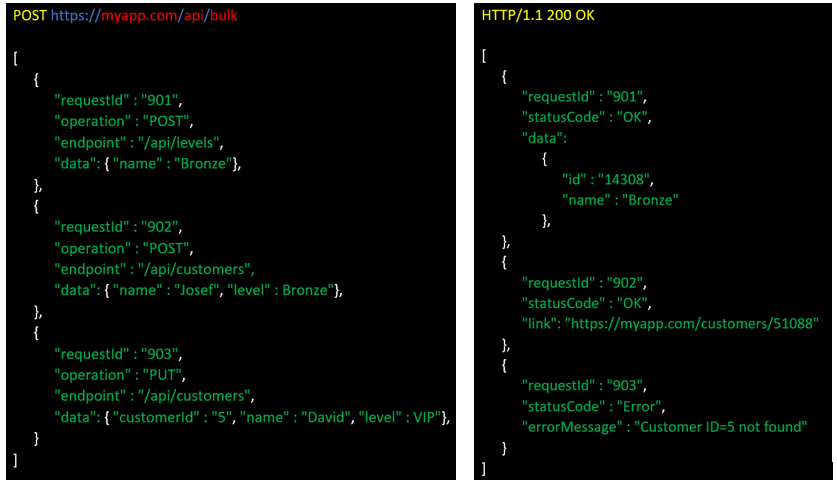 POST https://myapp.com/api/bulk
[
{
"requestId" : "901",
"operation" : "POST",
"endpoint" : "/api/levels",
"data": { "name" : "Bronze"},
},
{
"requestId" : "902",
"operation" : "POST",
"endpoint" : "/api/customers",
"data": { "name" : "Josef", "level" : Bronze"},
},
{
"requestId" : "903",
"operation" : "PUT",
"endpoint" : "/api/customers",
"data": { "customerId" : "5", "name" : "David", "level" : VIP"},
}
]
HTTP/1.1 200 OK
[
{
"requestId" : "901",
"statusCode" : "OK",
"data":
{
"id" : "14308",
"name" : "Bronze"
},
},
{
"requestId" : "902",
"statusCode" : "OK",
"link": "https://myapp.com/customers/51088"
},
{
"requestId" : "903",
"statusCode" : "Error",
"errorMessage" : "Customer ID=5 not found"
}
]